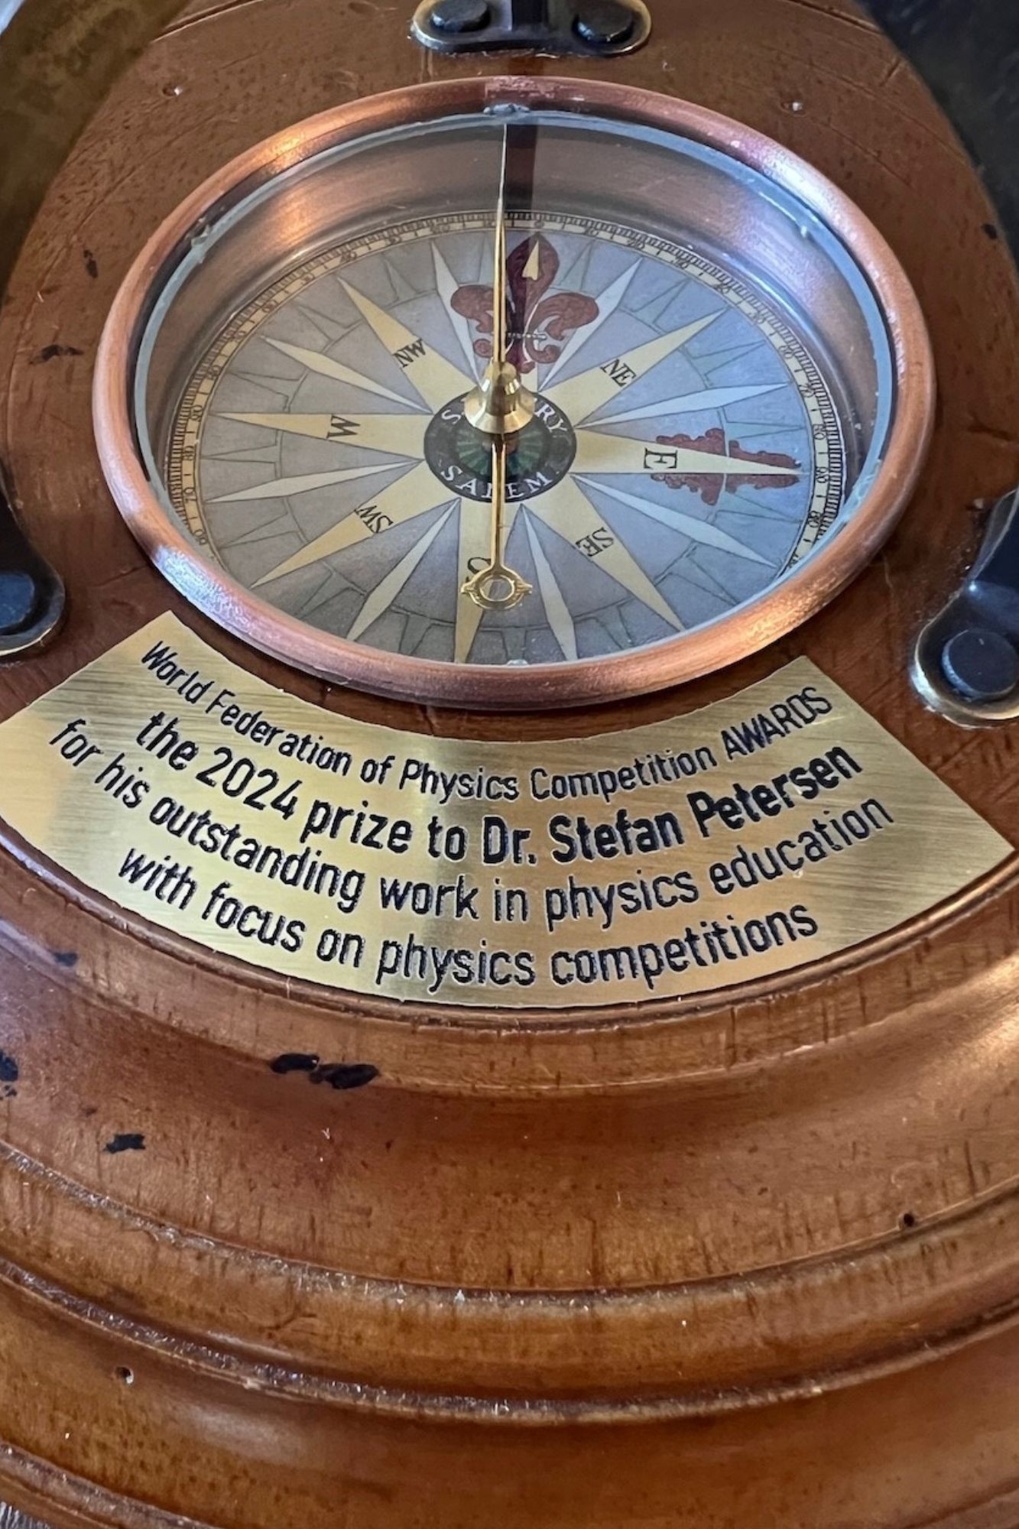 NW
NE
W
E
SW
SE
SALEM
World Federation of Physics Competition AWARDS
the 2024 prize to Dr. Stefan Petersen
for his outstanding work in physics education
with focus on physics competitions